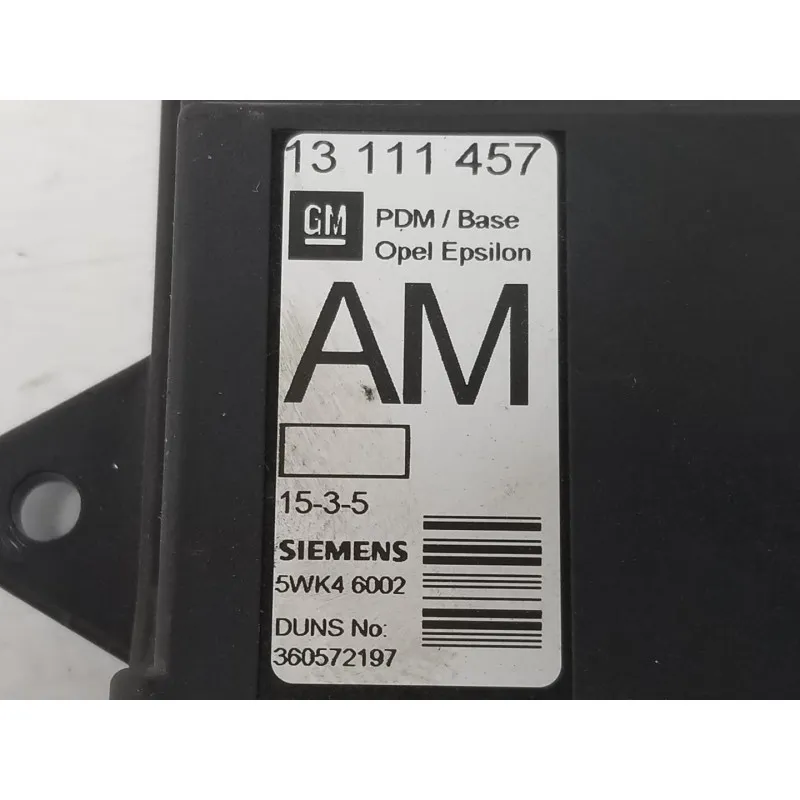 13 111 457
GM
PDM / Base
Opel Epsilon
AM
15-3-5
SIEMENS
5WK4 6002
DUNS No:
360572197